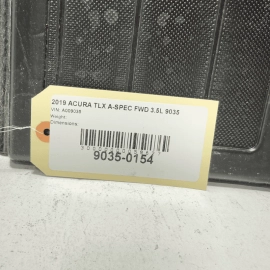 2019 ACURA TLX A-SPEC FWD 3.5L 9035
VIN: A009035
Weight:
Dimensions:
9035-0154